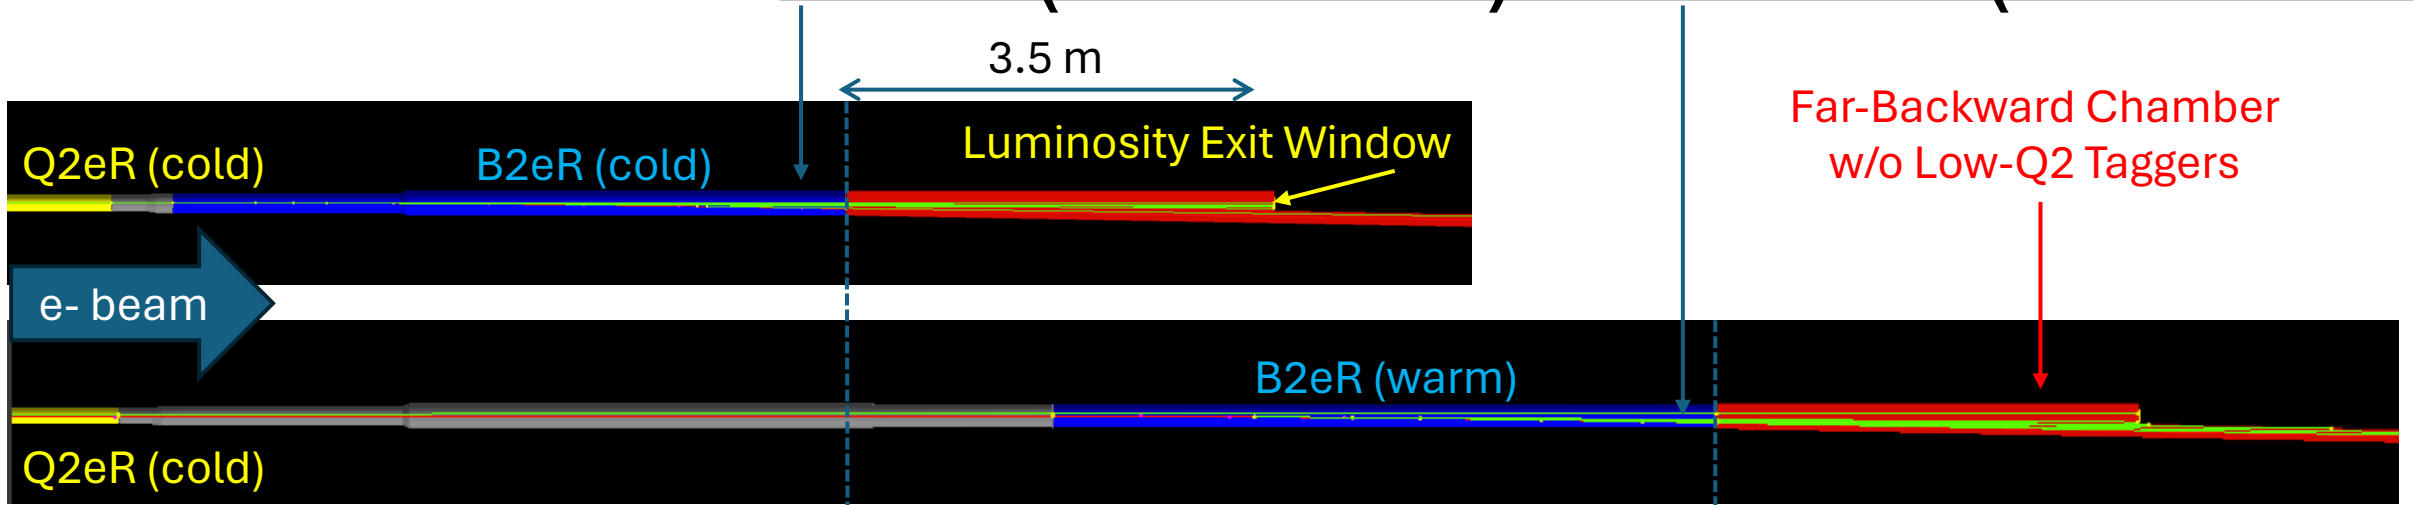 3.5 m
Far-Backward Chamber
w/o Low-Q2 Taggers
Luminosity Exit Window
Q2eR (cold)
B2eR (cold)
e- beam
B2eR (warm)
Q2eR (cold)